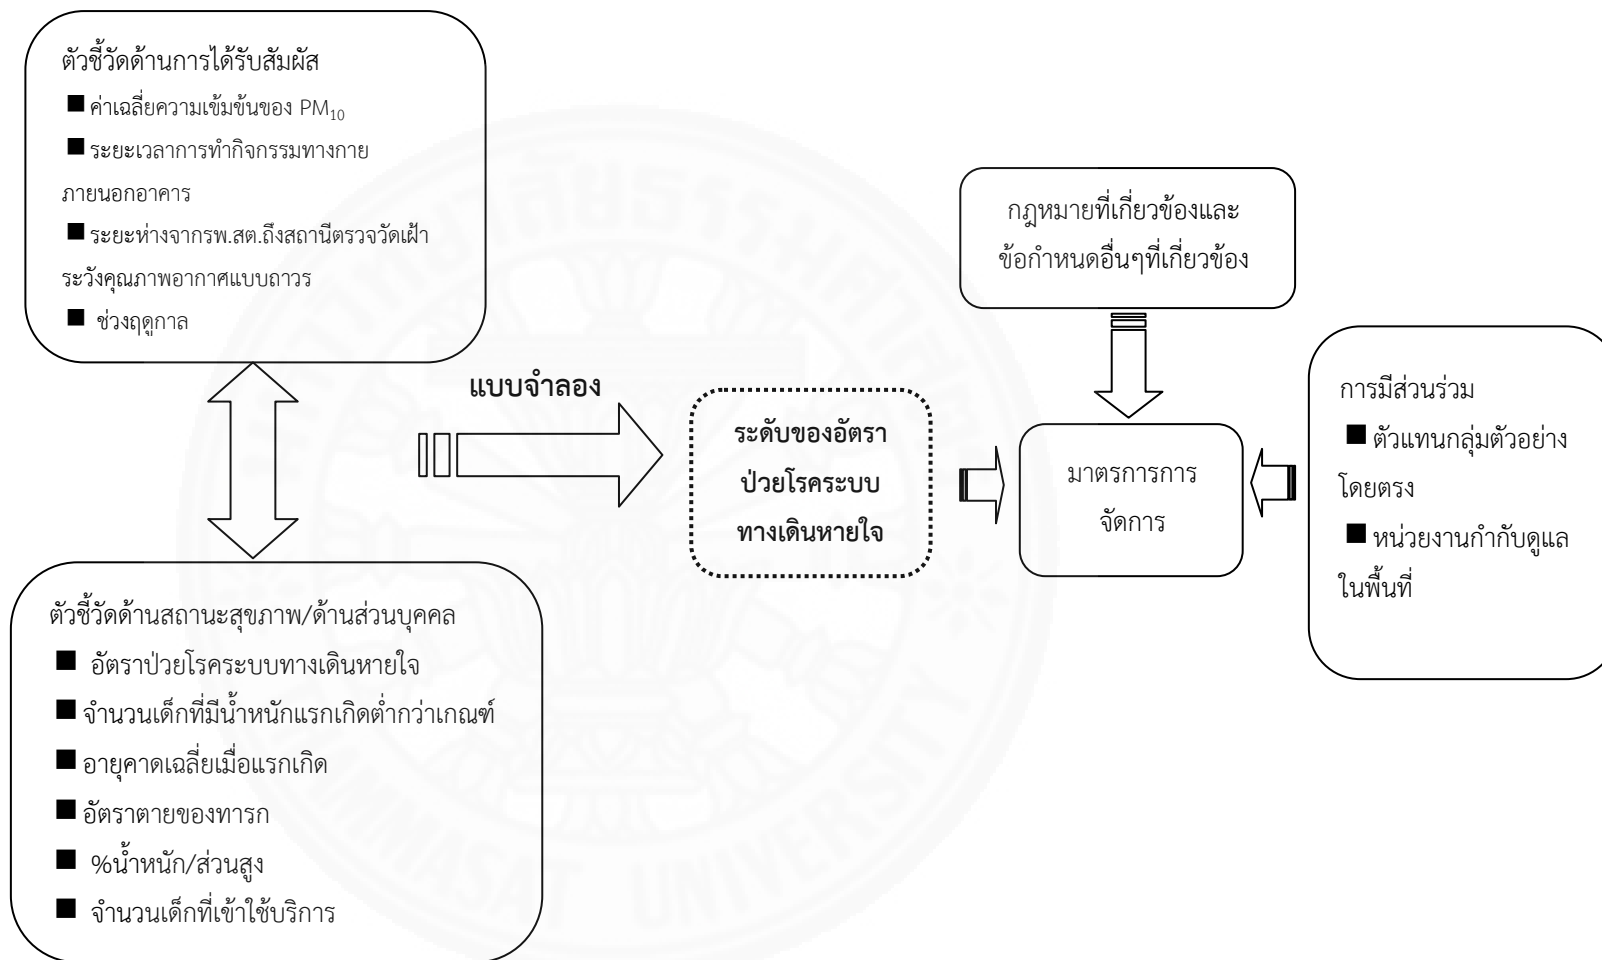 ตัวชี้วัดด้านการได้รับสัมผัส
■ ค่าเฉลี่ยความเข้มข้นของ PM₁₀
■ ระยะเวลาการทำกิจกรรมทางกาย
ภายนอกอาคาร
■ ระยะห่างจากรพ.สต.ถึงสถานีตรวจวัดเฝ้า
ระวังคุณภาพอากาศแบบถาวร
■ ช่วงฤดูกาล
แบบจำลอง
ตัวชี้วัดด้านสถานะสุขภาพ/ด้านส่วนบุคคล
■ อัตราป่วยโรคระบบทางเดินหายใจ
■ จำนวนเด็กที่มีน้ำหนักแรกเกิดต่ำกว่าเกณฑ์
■ อายุคาดเฉลี่ยเมื่อแรกเกิด
■ อัตราตายของทารก
■ %น้ำหนัก/ส่วนสูง
■ จำนวนเด็กที่เข้าใช้บริการ
ระดับของอัตรา
ป่วยโรคระบบ
ทางเดินหายใจ
กฎหมายที่เกี่ยวข้องและ
ข้อกำหนดอื่นๆที่เกี่ยวข้อง
มาตรการการ
จัดการ
การมีส่วนร่วม
■ ตัวแทนกลุ่มตัวอย่าง
โดยตรง
■ หน่วยงานกำกับดูแล
ในพื้นที่
มหาวิทยาลัยธรรมศาสตร์
THAMMASAT UNIVERSITY